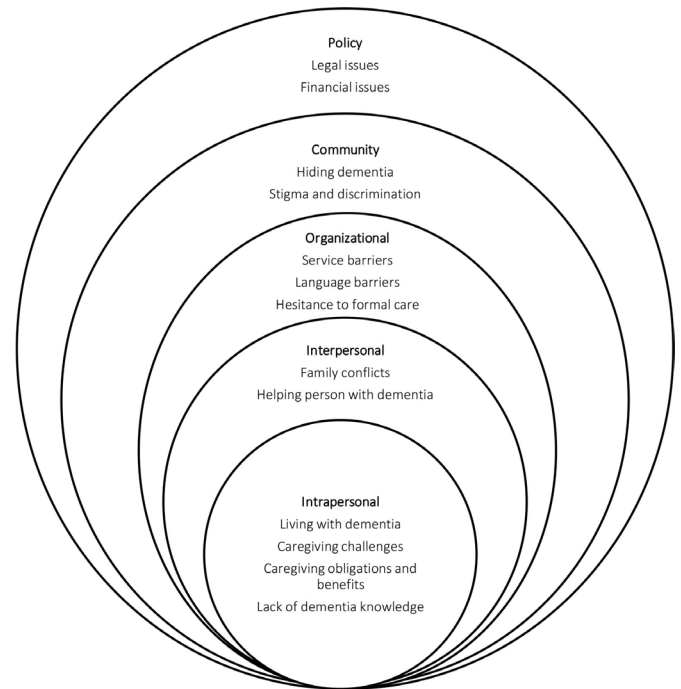 Policy
Legal issues
Financial issues
Community
Hiding dementia
Stigma and discrimination
Organizational
Service barriers
Language barriers
Hesitance to formal care
Interpersonal
Family conflicts
Helping person with dementia
Intrapersonal
Living with dementia
Caregiving challenges
Caregiving obligations and
benefits
Lack of dementia knowledge